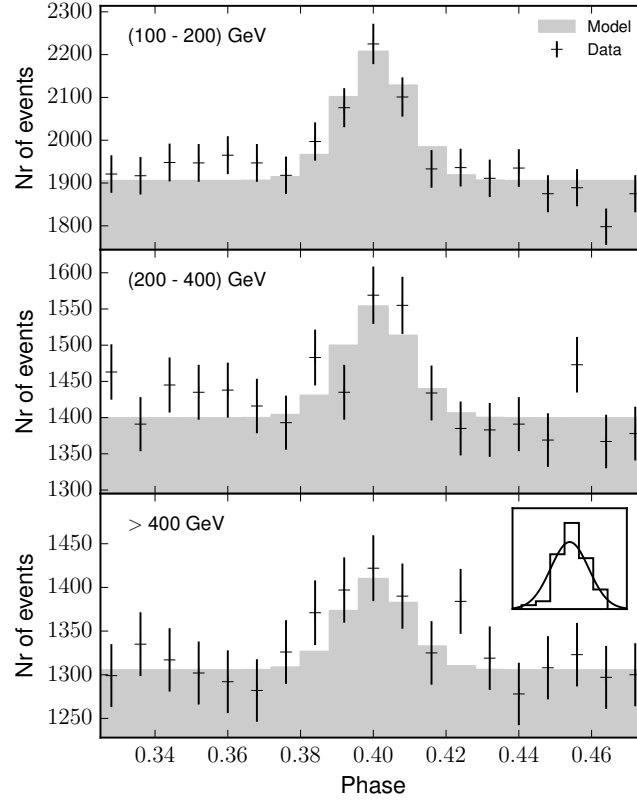 2300
(100 - 200) GeV
Model
Data
2200
2100
2000
1900
1800
Nr of events
1600
(200 - 400) GeV
1550
1500
1450
1400
1350
1300
Nr of events
> 400 GeV
1450
1400
1350
1300
1250
Nr of events
0.34 0.36 0.38 0.40 0.42 0.44 0.46
Phase